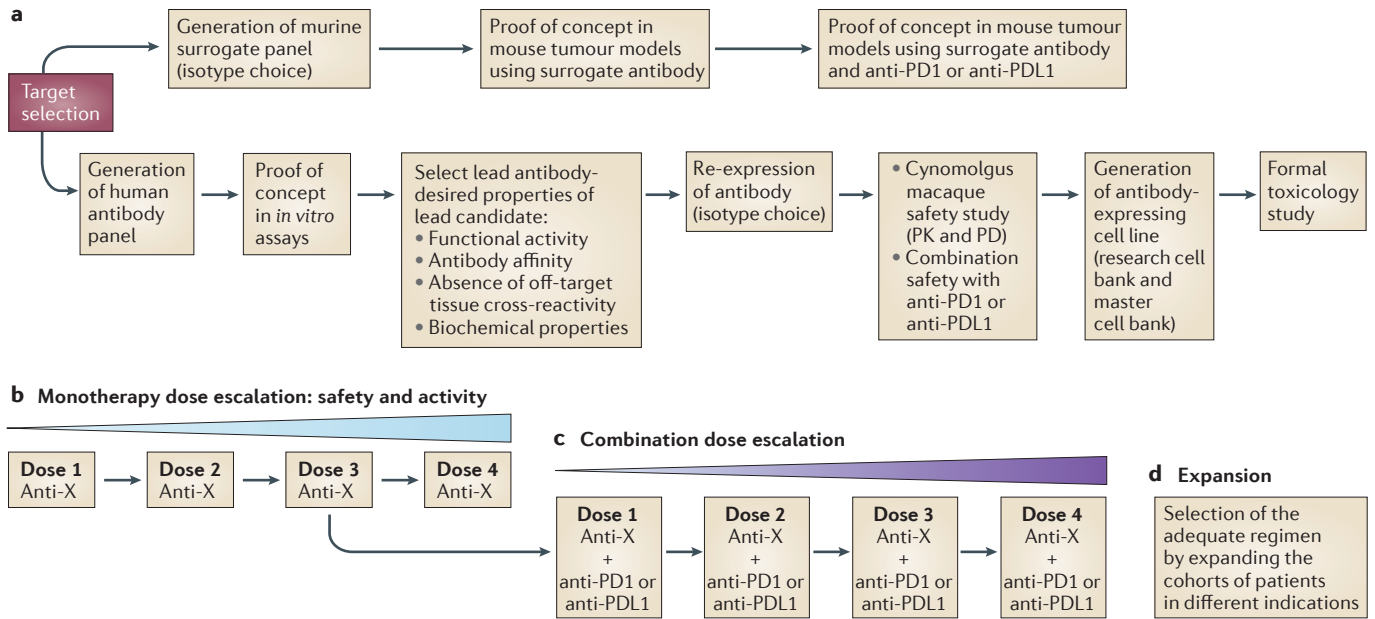 a
Target
selection
Generation of murine
surrogate panel
(isotype choice)
Proof of concept in
mouse tumour models
using surrogate antibody
Proof of concept in mouse tumour
models using surrogate antibody
and anti-PD1 or anti-PDL1
Generation
of human
antibody
panel
Proof of
concept
in in vitro
assays
Select lead antibody-
desired properties of
lead candidate:
• Functional activity
• Antibody affinity
• Absence of off-target
tissue cross-reactivity
• Biochemical properties
Re-expression
of antibody
(isotype choice)
• Cynomolgus
macaque
safety study
(PK and PD)
• Combination
safety with
anti-PD1 or
anti-PDL1
Generation
of antibody-
expressing
cell line
(research cell
bank and
master
cell bank)
Formal
toxicology
study
b Monotherapy dose escalation: safety and activity
Dose 1
Anti-X
Dose 2
Anti-X
Dose 3
Anti-X
Dose 4
Anti-X
c Combination dose escalation
Dose 1
Anti-X
+
anti-PD1 or
anti-PDL1
Dose 2
Anti-X
+
anti-PD1 or
anti-PDL1
Dose 3
Anti-X
+
anti-PD1 or
anti-PDL1
Dose 4
Anti-X
+
anti-PD1 or
anti-PDL1
d Expansion
Selection of the
adequate regimen
by expanding the
cohorts of patients
in different indications